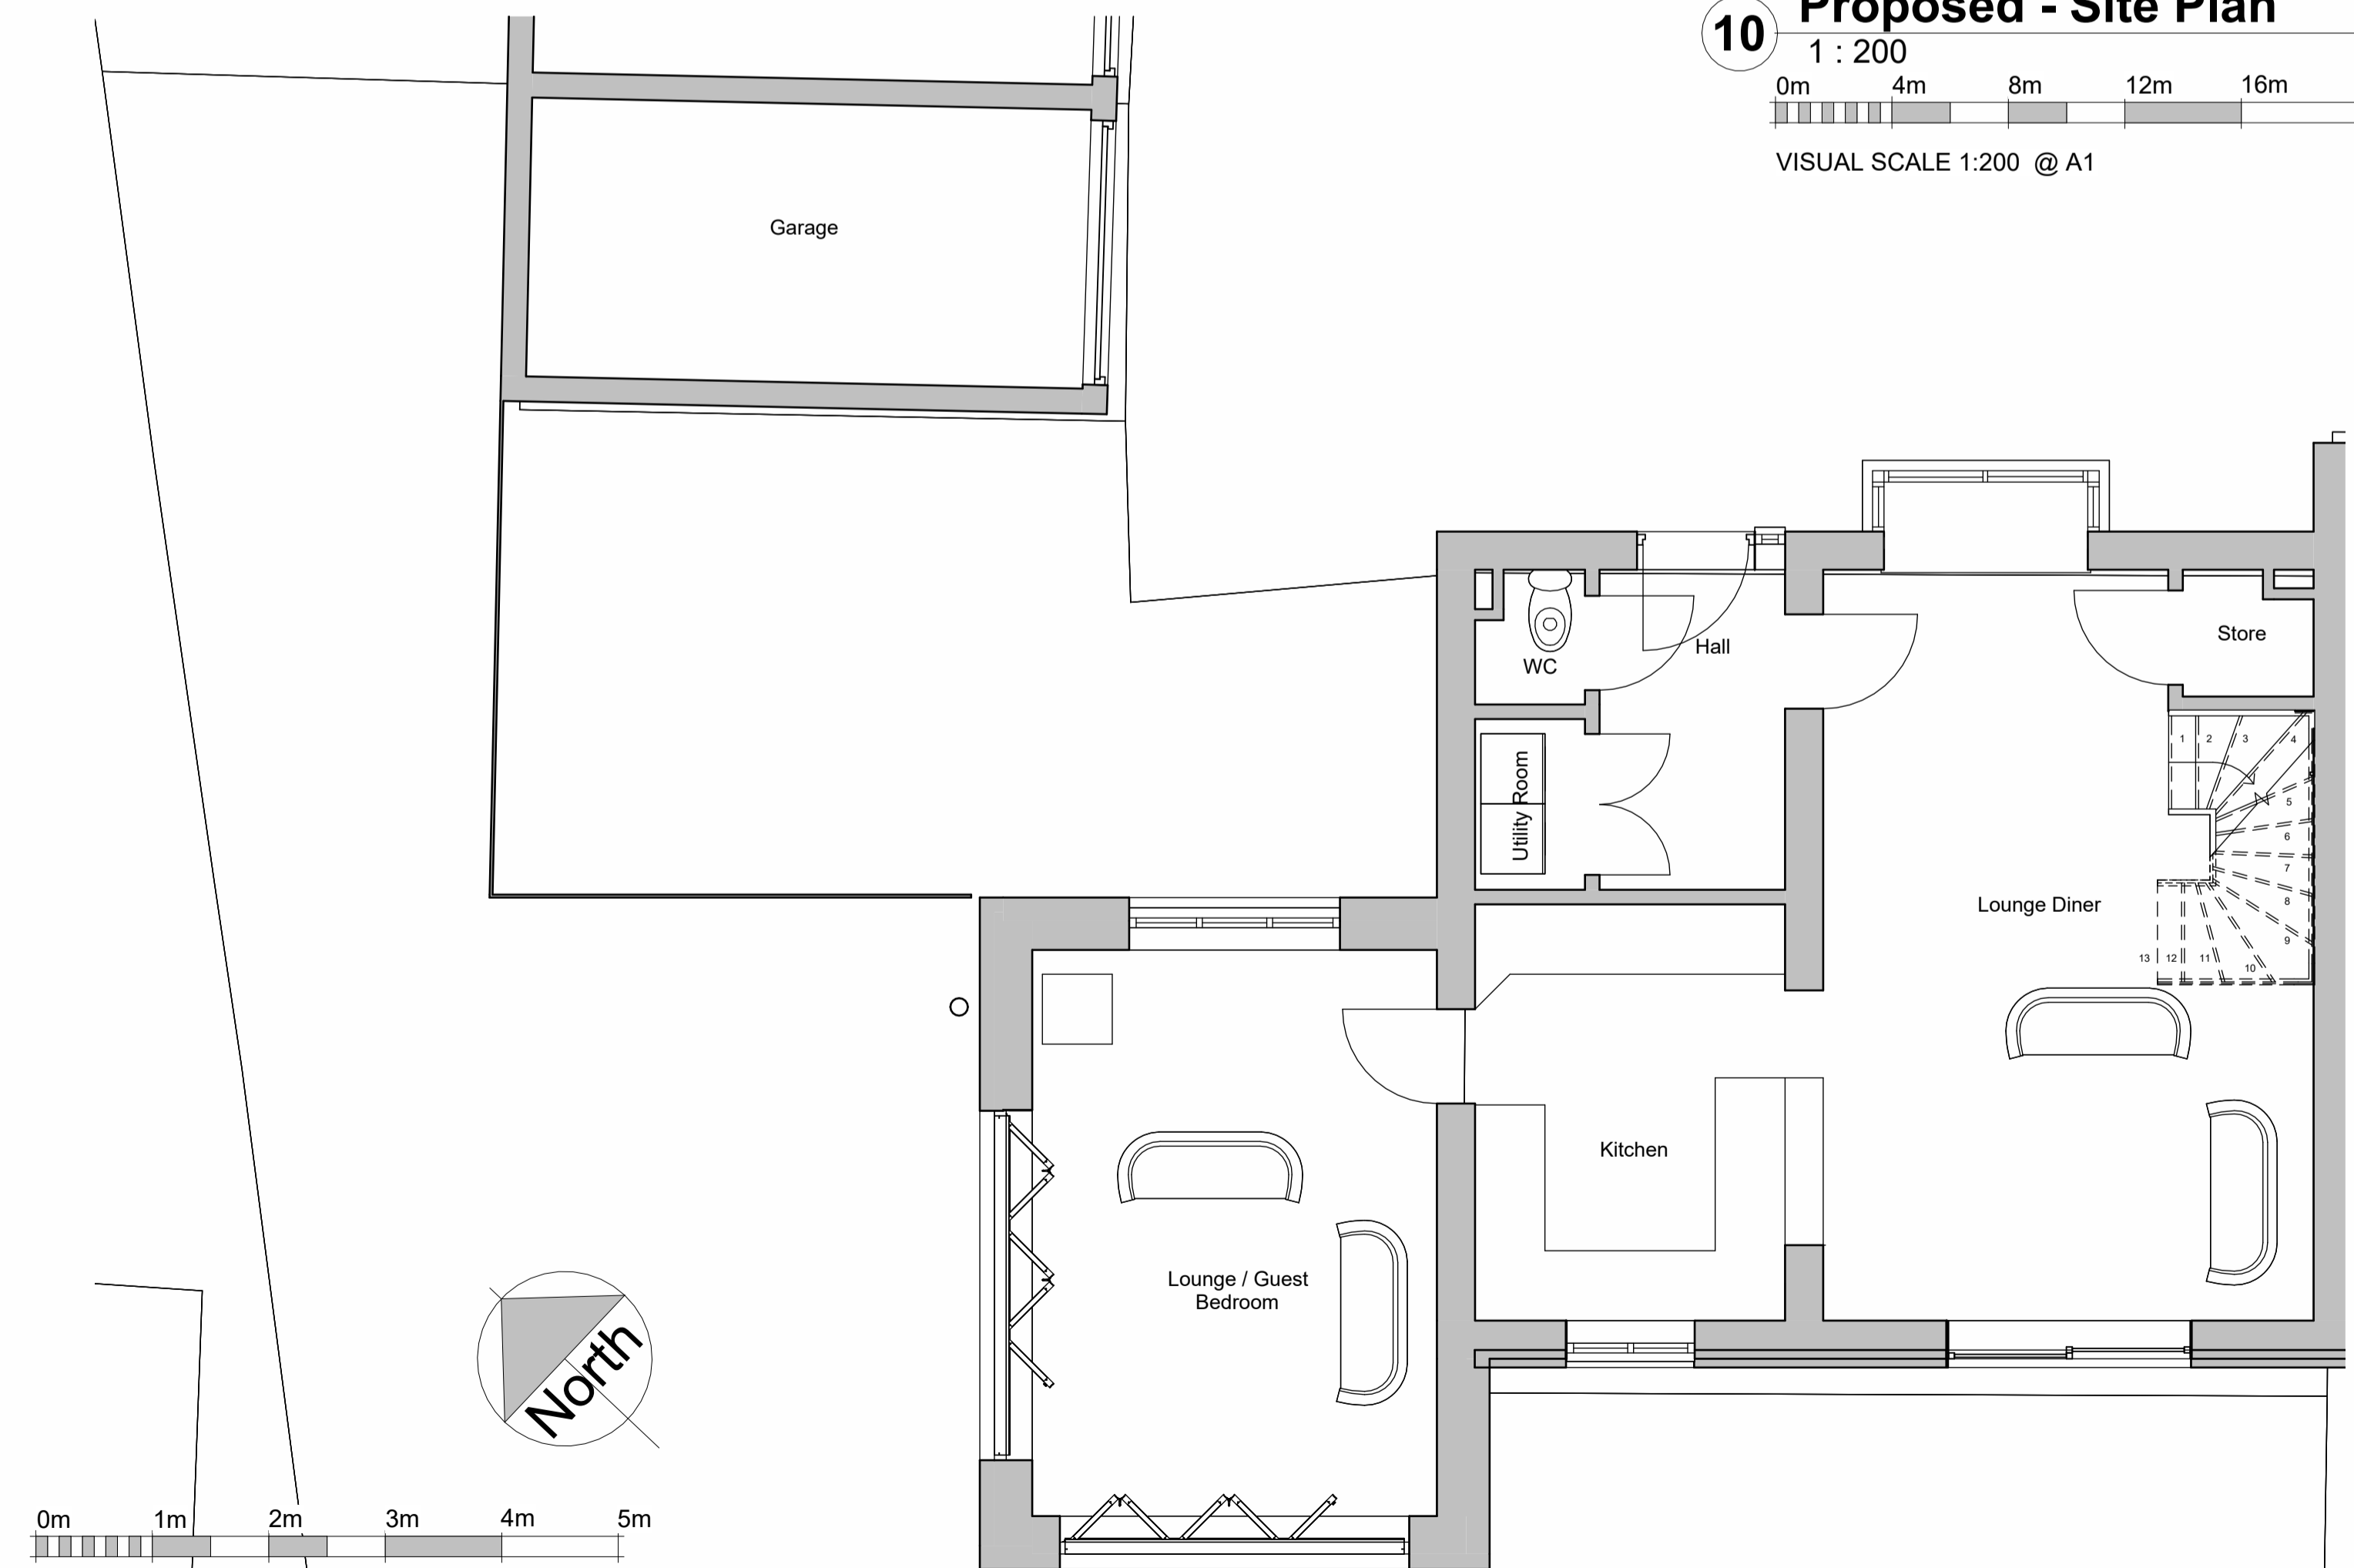 10
Proposed - Site Plan
1 : 200
0m 4m 8m 12m 16m
VISUAL SCALE 1:200 @ A1
Garage
WC
Hall
Store
Utility Room
1 2 3 4
5
6
7
8
9
10
11
12
13
Lounge Diner
Kitchen
Lounge / Guest
Bedroom
North
0m 1m 2m 3m 4m 5m